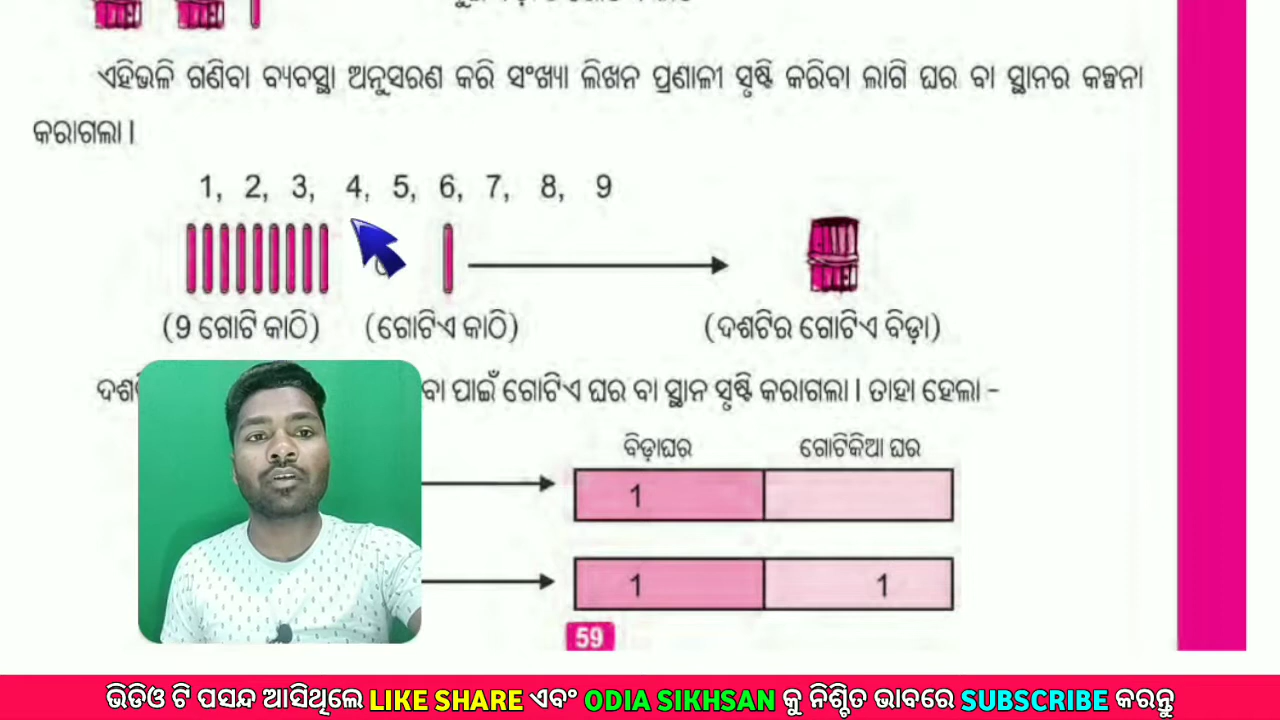 ଏହିଭଳି ଗଣିବା ବ୍ୟବସ୍ଥା ଅନୁସରଣ କରି ସଂଖ୍ୟା ଲିଖନ ପ୍ରଣାଳୀ ସୃଷ୍ଟି କରିବା ଲାଗି ଘର ବା ସ୍ଥାନର କଳ୍ପନା
କରାଗଲା ।
1, 2, 3, 4, 5, 6, 7, 8, 9
(9 ଗୋଟି କାଠି) (ଗୋଟିଏ କାଠି) (ଦଶଟିର ଗୋଟିଏ ବିଡ଼ା)
ପାଇଁ ଗୋଟିଏ ଘର ବା ସ୍ଥାନ ସୃଷ୍ଟି କରାଗଲା । ତାହା ହେଲା -
ବିଡ଼ାଘର ଗୋଟିକିଆ ଘର
1
1 1
59
ଭିଡିଓ ଟି ପସନ୍ଦ ଆସିଥିଲେ LIKE SHARE ଏବଂ ODIA SIKHSAN କୁ ନିଶ୍ଚିତ ଭାବରେ SUBSCRIBE କରନ୍ତୁ